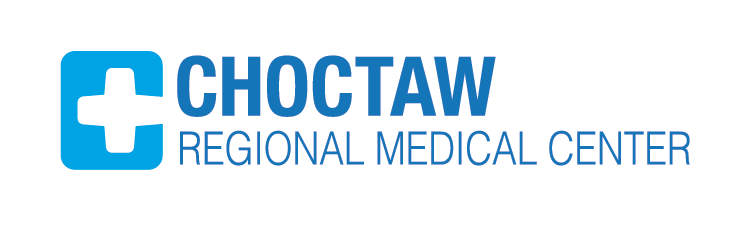 CHOCTAW
REGIONAL MEDICAL CENTER